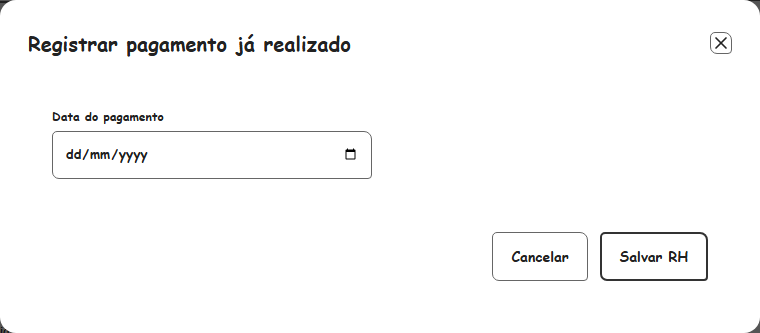 Registrar pagamento já realizado
Data do pagamento
dd/mm/yyyy
Cancelar
Salvar RH